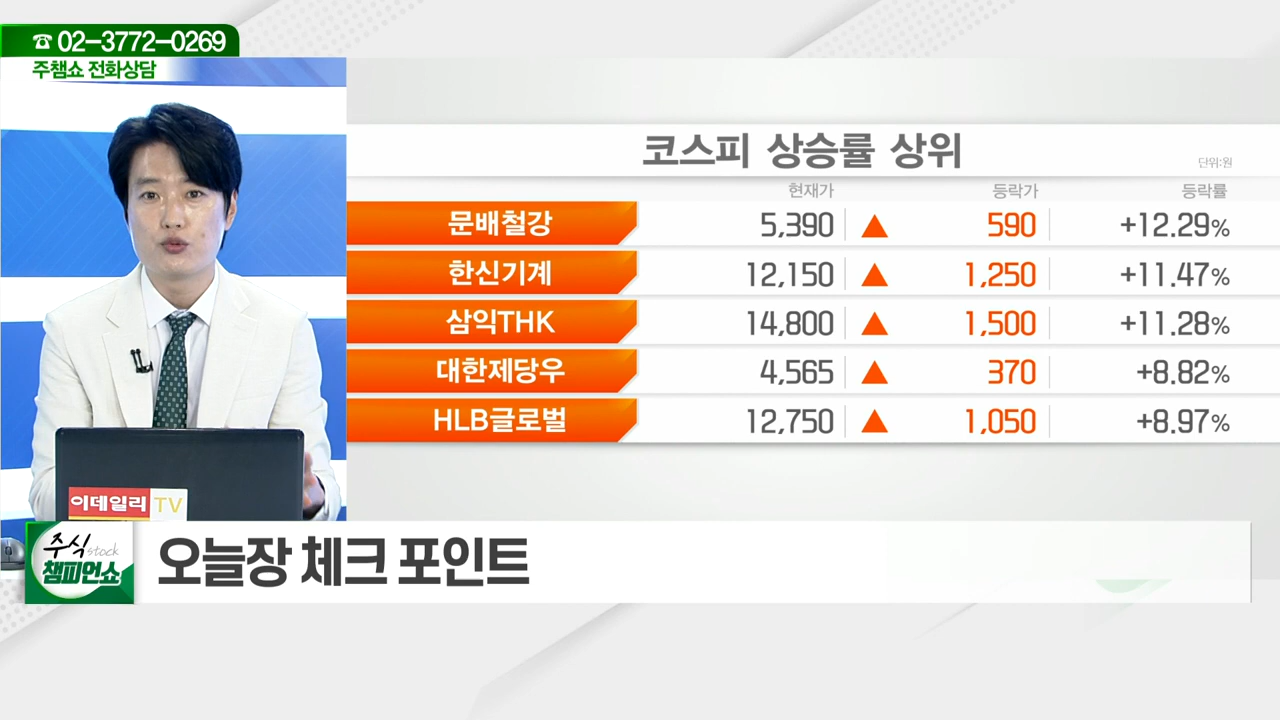 ☎ 02-3772-0269
주챔쇼 전화상담
코스피 상승률 상위
단위:원
현재가 등락가 등락률
문배철강 5,390 ▲ 590 +12.29%
한신기계 12,150 ▲ 1,250 +11.47%
삼익THK 14,800 ▲ 1,500 +11.28%
대한제당우 4,565 ▲ 370 +8.82%
HLB글로벌 12,750 ▲ 1,050 +8.97%
이데일리 TV
주식 stock
챔피언쇼
오늘장 체크 포인트